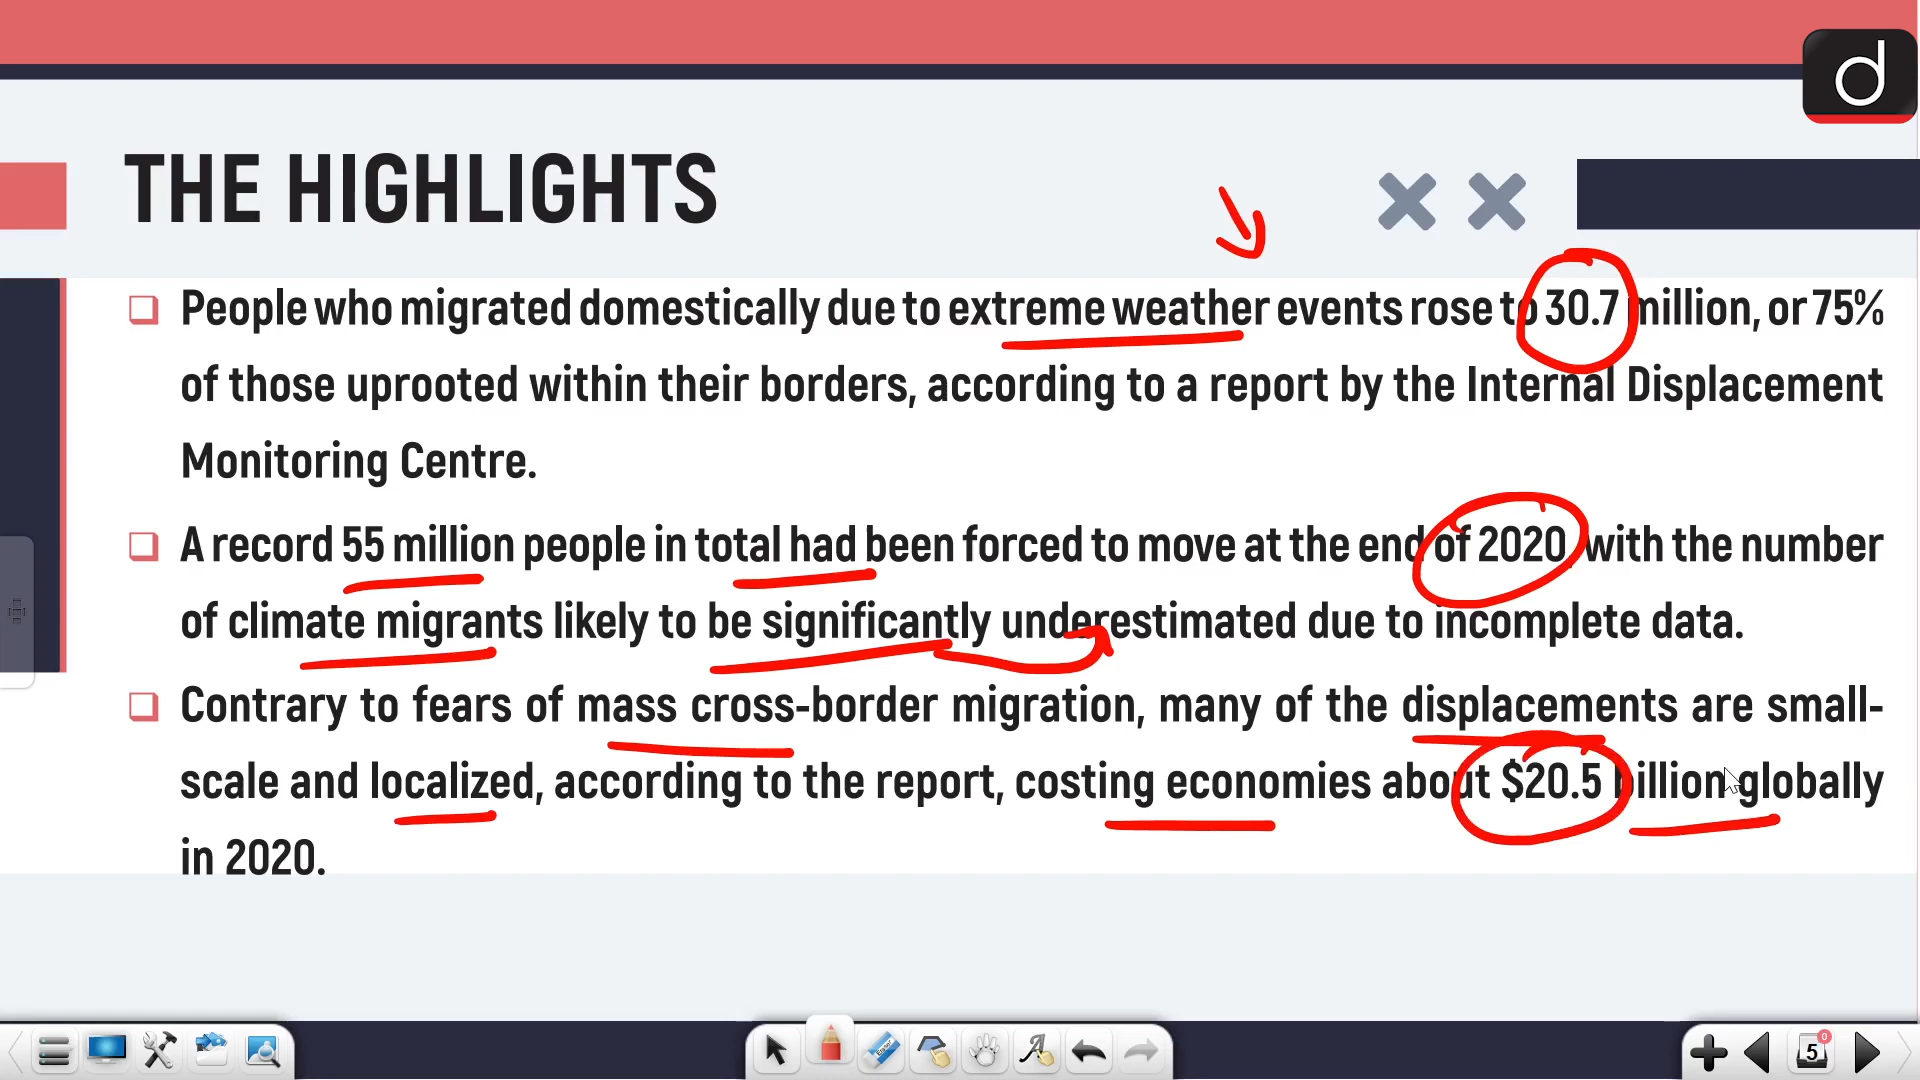 d
THE HIGHLIGHTS
People who migrated domestically due to extreme weather events rose to 30.7 million, or 75%
of those uprooted within their borders, according to a report by the Internal Displacement
Monitoring Centre.
A record 55 million people in total had been forced to move at the end of 2020, with the number
of climate migrants likely to be significantly underestimated due to incomplete data.
Contrary to fears of mass cross-border migration, many of the displacements are small-
scale and localized, according to the report, costing economies about $20.5 billion globally
in 2020.
Eraser
A
5
0